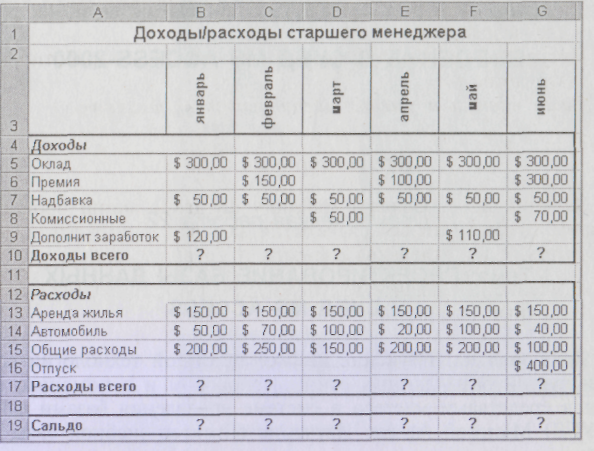 A B C D E F G
1 Доходы/расходы старшего менеджера
2
3 январь февраль март апрель май июнь
4 Доходы
5 Оклад $ 300,00 $ 300,00 $ 300,00 $ 300,00 $ 300,00 $ 300,00
6 Премия $ 150,00 $ 100,00 $ 300,00
7 Надбавка $ 50,00 $ 50,00 $ 50,00 $ 50,00 $ 50,00 $ 50,00
8 Комиссионные $ 50,00 $ 70,00
9 Дополнит заработок $ 120,00 $ 110,00
10 Доходы всего ? ? ? ? ? ?
11
12 Расходы
13 Аренда жилья $ 150,00 $ 150,00 $ 150,00 $ 150,00 $ 150,00 $ 150,00
14 Автомобиль $ 50,00 $ 70,00 $ 100,00 $ 20,00 $ 100,00 $ 40,00
15 Общие расходы $ 200,00 $ 250,00 $ 150,00 $ 200,00 $ 200,00 $ 100,00
16 Отпуск $ 400,00
17 Расходы всего ? ? ? ? ? ?
18
19 Сальдо ? ? ? ? ? ?